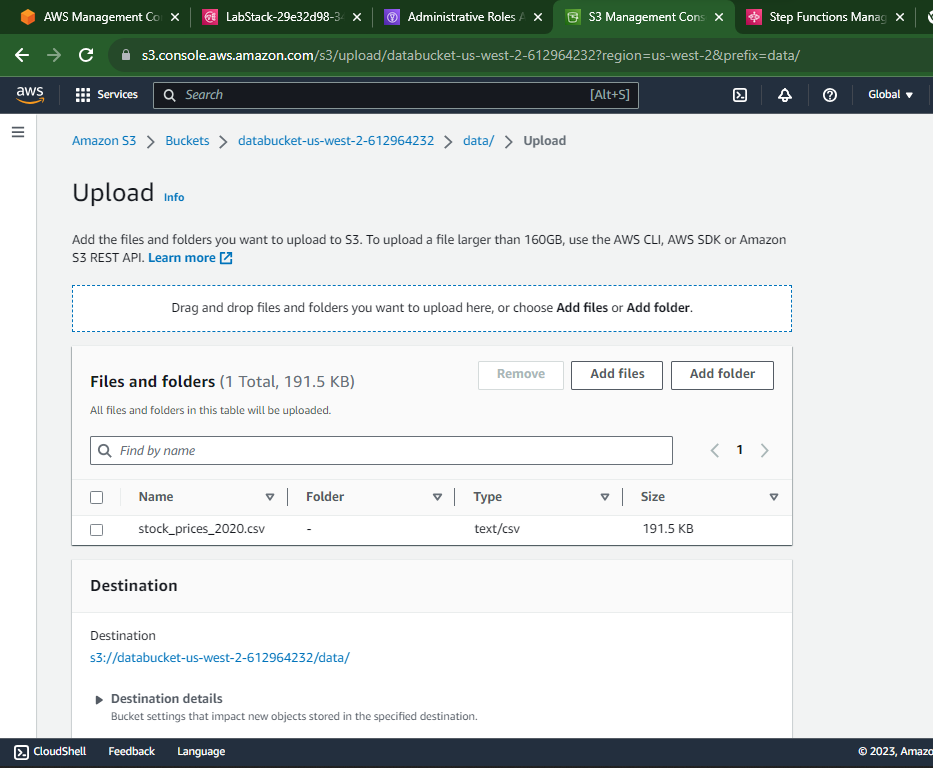 AWS Management Co
LabStack-29e32d98-3
Administrative Roles A
S3 Management Cons
Step Functions Manag
s3.console.aws.amazon.com/s3/upload/databucket-us-west-2-612964232?region=us-west-2&prefix=data/
aws
Services
Search
[Alt+S]
Global
Amazon S3 > Buckets > databucket-us-west-2-612964232 > data/ > Upload
Upload Info
Add the files and folders you want to upload to S3. To upload a file larger than 160GB, use the AWS CLI, AWS SDK or Amazon
S3 REST API. Learn more
Drag and drop files and folders you want to upload here, or choose Add files or Add folder.
Files and folders (1 Total, 191.5 KB)
Remove
Add files
Add folder
All files and folders in this table will be uploaded.
Find by name
1
Name Folder Type Size
stock_prices_2020.csv - text/csv 191.5 KB
Destination
Destination
s3://databucket-us-west-2-612964232/data/
Destination details
Bucket settings that impact new objects stored in the specified destination.
CloudShell Feedback Language © 2023, Amazo